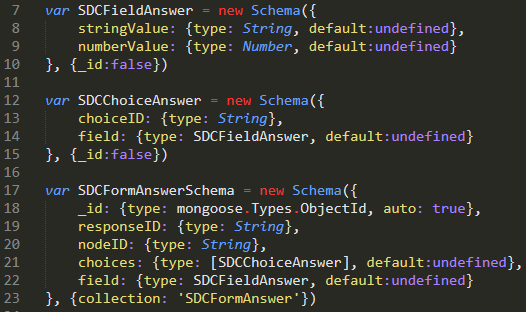 7 var SDCFieldAnswer = new Schema({
8 stringValue: {type: String, default:undefined},
9 numberValue: {type: Number, default:undefined}
10 }, {_id:false})
11
12 var SDCChoiceAnswer = new Schema({
13 choiceID: {type: String},
14 field: {type: SDCFieldAnswer, default:undefined}
15 }, {_id:false})
16
17 var SDCFormAnswerSchema = new Schema({
18 _id: {type: mongoose.Types.ObjectId, auto: true},
19 responseID: {type: String},
20 nodeID: {type: String},
21 choices: {type: [SDCChoiceAnswer], default:undefined},
22 field: {type: SDCFieldAnswer, default:undefined}
23 }, {collection: 'SDCFormAnswer'})